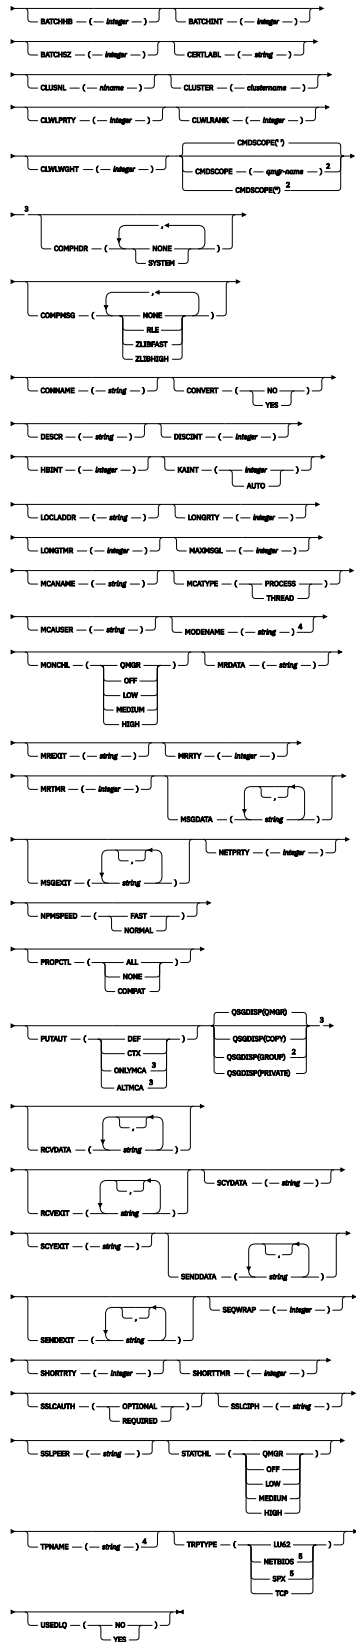 BATCHHB ( integer ) BATCHINT ( integer )
BATCHSZ ( integer ) CERTLABL ( string )
CLUSNL ( nlname ) CLUSTER ( clustername )
CLWLPRTY ( integer ) CLWLRANK ( integer )
CMDSCOPE(' ')
CLWLWGHT ( integer ) CMDSCOPE ( qmgr-name ) 2
CMDSCOPE(*) 2
3
,
COMPHDR ( NONE )
SYSTEM
,
COMPMSG ( NONE )
RLE
ZLIBFAST
ZLIBHIGH
CONNAME ( string ) CONVERT ( NO )
YES
DESCR ( string ) DISCINT ( integer )
HBINT ( integer ) KAINT ( integer )
AUTO
LOCLADDR ( string ) LONGRTY ( integer )
LONGTMR ( integer ) MAXMSGL ( integer )
MCANAME ( string ) MCATYPE ( PROCESS )
THREAD
MCAUSER ( string ) MODENAME ( string ) 4
MONCHL ( QMGR ) MRDATA ( string )
OFF
LOW
MEDIUM
HIGH
MREXIT ( string ) MRRTY ( integer )
MRTMR ( integer )
,
MSGDATA ( string )
,
MSGEXIT ( string ) NETPRTY ( integer )
NPMSPEED ( FAST )
NORMAL
PROPCTL ( ALL )
NONE
COMPAT
QSGDISP(QMGR) 3
PUTAUT ( DEF ) QSGDISP(COPY)
CTX QSGDISP(GROUP) 2
ONLYMCA 3 QSGDISP(PRIVATE)
ALTMCA 3
,
RCVDATA ( string )
,
RCVEXIT ( string ) SCYDATA ( string )
SCYEXIT ( string )
,
SENDDATA ( string )
,
SENDEXIT ( string ) SEQWRAP ( integer )
SHORTRTY ( integer ) SHORTTMR ( integer )
SSLCAUTH ( OPTIONAL ) SSLCIPH ( string )
REQUIRED
SSLPEER ( string ) STATCHL ( QMGR )
OFF
LOW
MEDIUM
HIGH
TPNAME ( string ) 4 TRPTYPE ( LU62 )
NETBIOS 5
SPX 5
TCP
USEDLQ ( NO )
YES